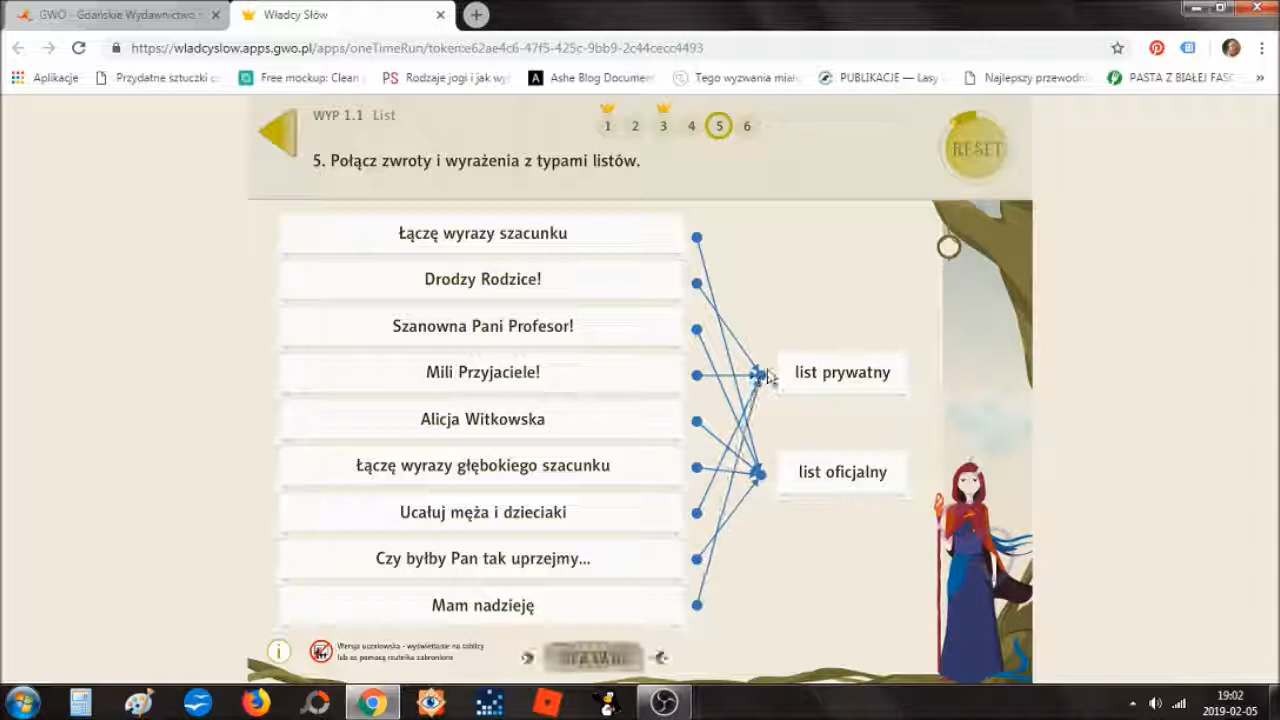 GWO - Gdańskie Wydawnictwo
Władcy Słów
https://wladcyslow.apps.gwo.pl/apps/oneTimeRun/token:e62ae4c6-47f5-425c-9bb9-2c44cecc4493
Aplikacje
Przydatne sztuczki
Free mockup: Clean
PS Rodzaje jogi i jak
A Ashe Blog Document
Tego wyzwania
PUBLIKACJE — Lasy
Najlepszy
PASTA Z BIAŁEJ
WYP 1.1 List
1 2 3 4 5 6
RESET
5. Połącz zwroty i wyrażenia z typami listów.
Łączę wyrazy szacunku
Drodzy Rodzice!
Szanowna Pani Profesor!
Mili Przyjaciele!
list prywatny
Alicja Witkowska
Łączę wyrazy głębokiego szacunku
list oficjalny
Ucałuj męża i dzieciaki
Czy byłby Pan tak uprzejmy...
Mam nadzieję
i
Wersja uczniowska - wyświetlanie na tablicy
lub za pomocą rzutnika zabronione
19:02
2019-02-05